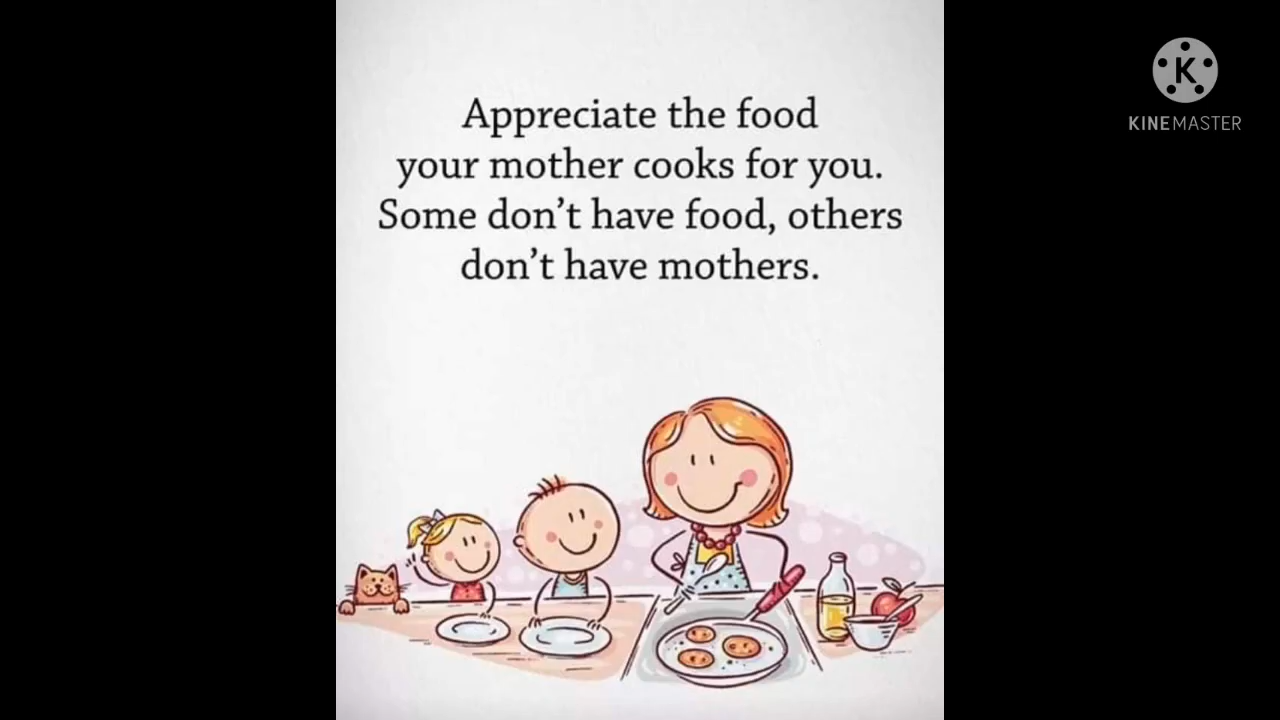 Appreciate the food
your mother cooks for you.
Some don't have food, others
don't have mothers.
K
KINEMASTER